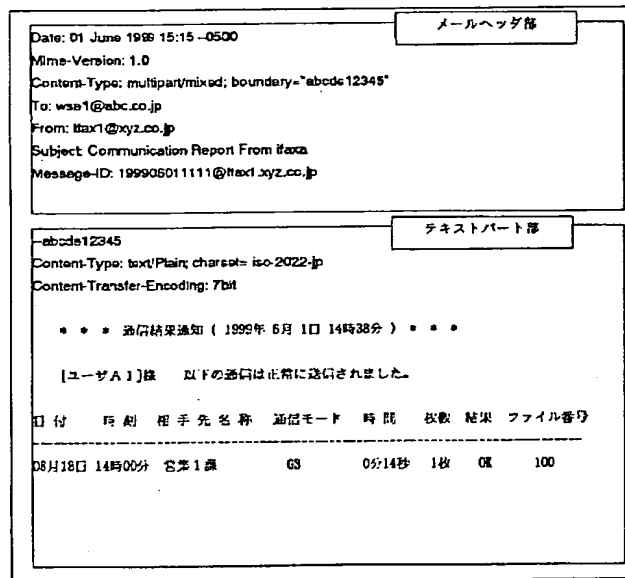 メールヘッダ部
Date: 01 June 1999 15:15 -0500
Mime-Version: 1.0
Content-Type: multipart/mixed; boundary="abcde12345"
To: wsa1@abc.co.jp
From: ifax1@xyz.co.jp
Subject: Communication Report From ifaxa
Message-ID: 199906011111@ifax1.xyz.co.jp
テキストパート部
--abcde12345
Content-Type: text/Plain; charset= iso-2022-jp
Content-Transfer-Encoding: 7bit
* * * 通信結果通知 ( 1999年 6月 1日 14時38分 ) * * *
[ユーザA1]様 以下の通信は正常に送信されました。
日 付 時 刻 相 手 先 名 称 通信モード 時 間 枚数 結果 ファイル番号
08月18日 14時00分 営業1課 G3 0分14秒 1枚 OK 100